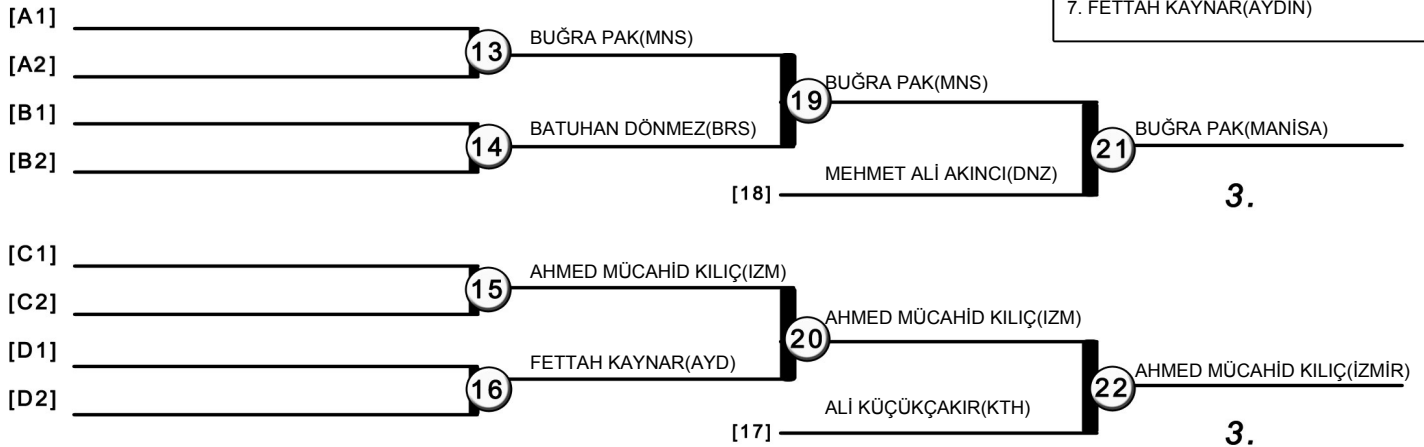 7. FETTAH KAYNAR(AYDIN)
[A1]
13
BUĞRA PAK(MNS)
[A2]
19
BUĞRA PAK(MNS)
[B1]
14
BATUHAN DÖNMEZ(BRS)
21
BUĞRA PAK(MANİSA)
[B2]
MEHMET ALİ AKINCI(DNZ)
[18]
3.
[C1]
15
AHMED MÜCAHİD KILIÇ(IZM)
[C2]
20
AHMED MÜCAHİD KILIÇ(IZM)
[D1]
16
FETTAH KAYNAR(AYD)
22
AHMED MÜCAHİD KILIÇ(İZMİR)
[D2]
ALİ KÜÇÜKÇAKIR(KTH)
[17]
3.